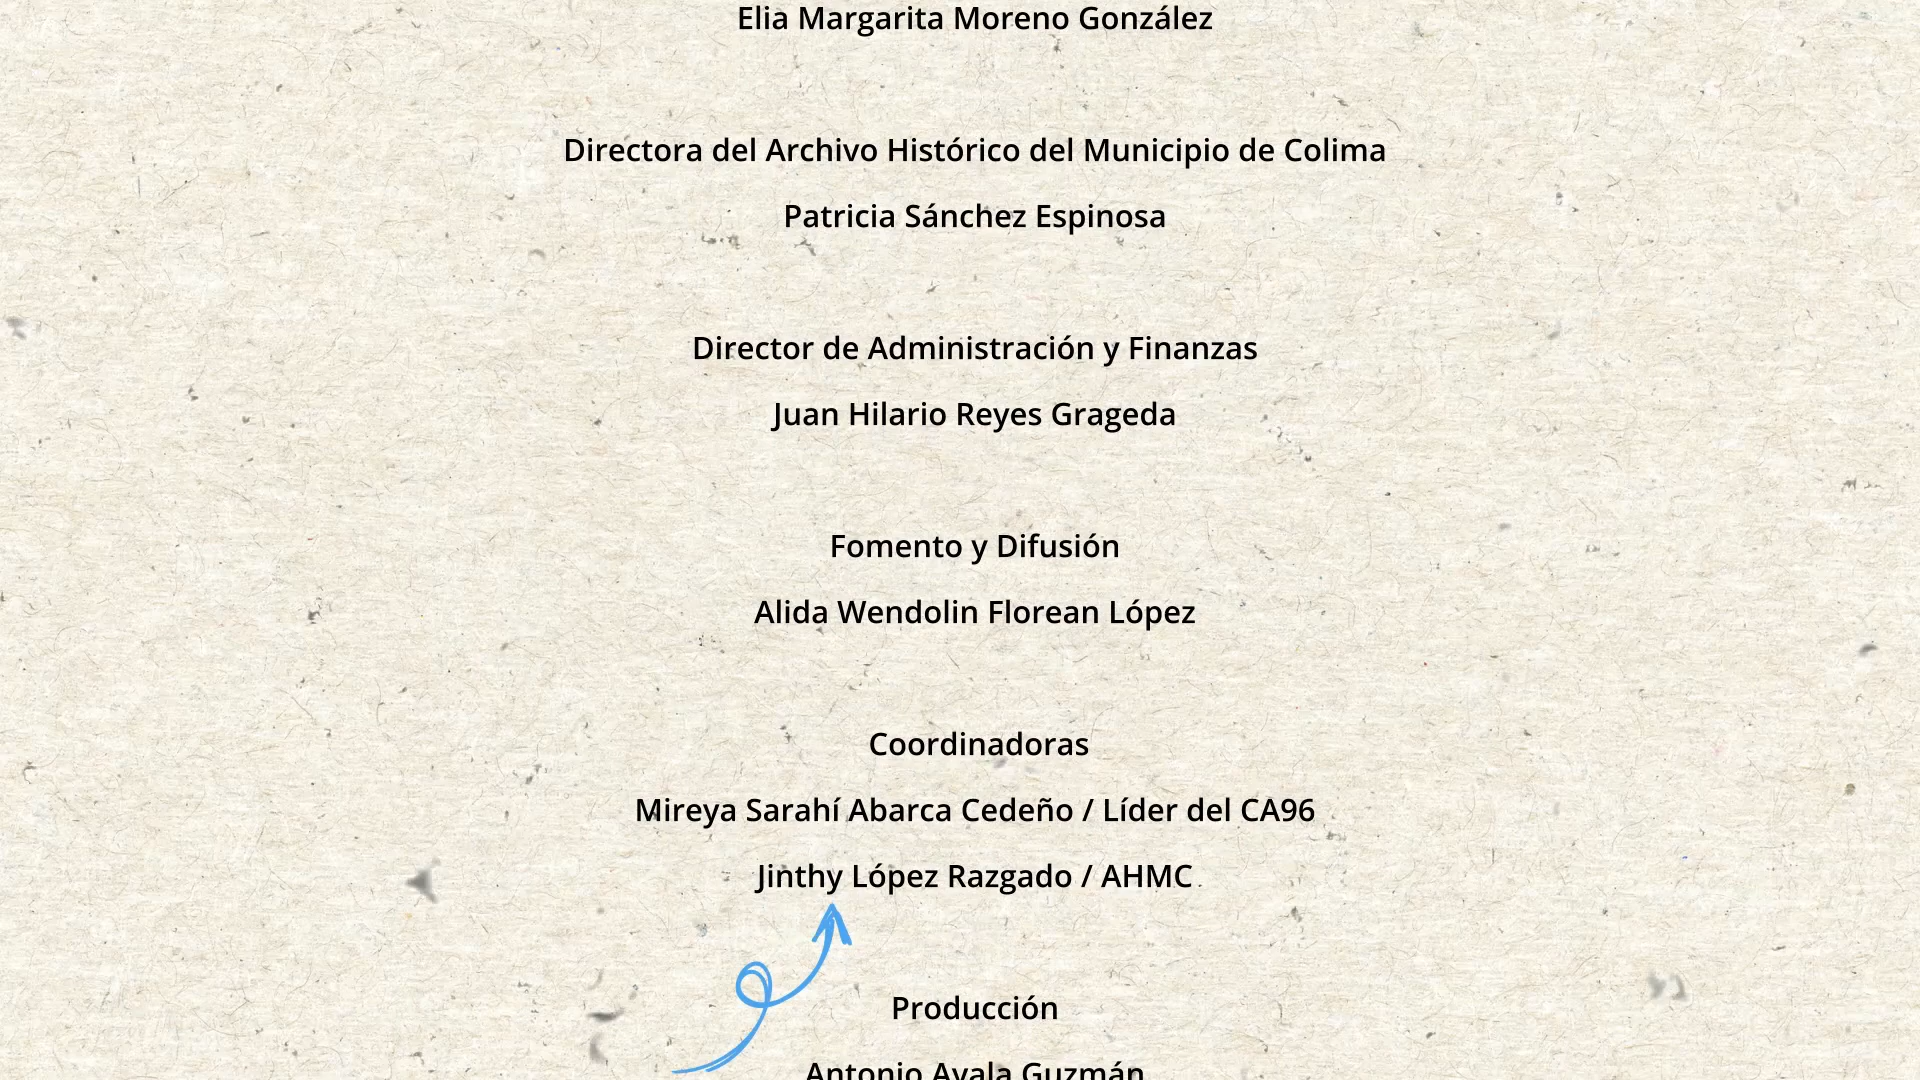 Elia Margarita Moreno González
Directora del Archivo Histórico del Municipio de Colima
Patricia Sánchez Espinosa
Director de Administración y Finanzas
Juan Hilario Reyes Grageda
Fomento y Difusión
Alida Wendolin Florean López
Coordinadoras
Mireya Sarahí Abarca Cedeño / Líder del CA96
Jinthy López Razgado / AHMC
Producción
Antonio Ayala Guzmán